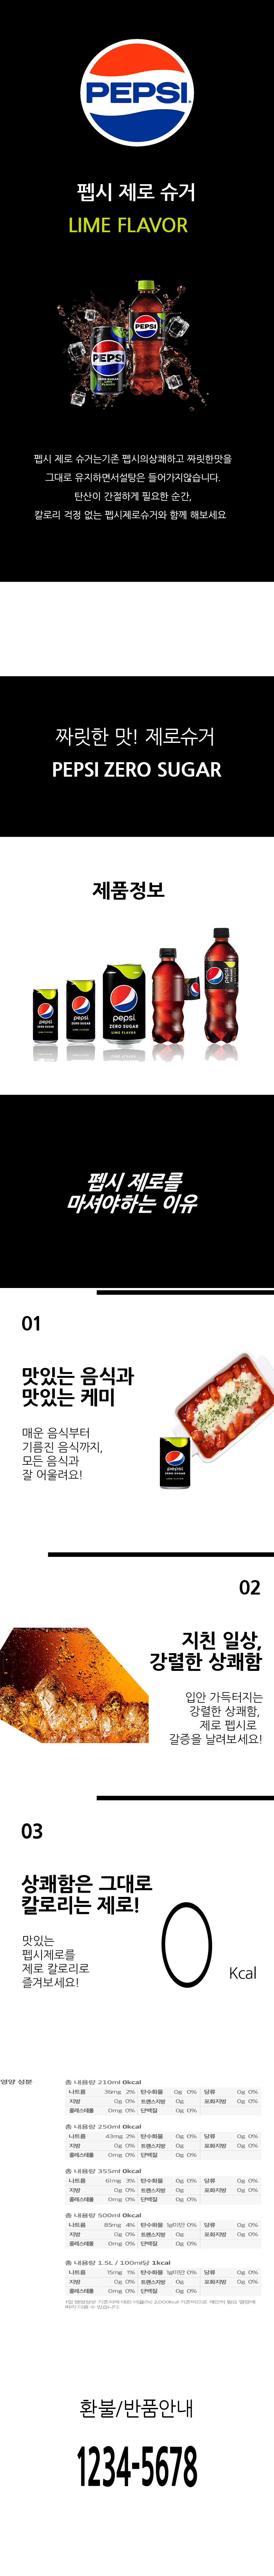 PEPSI
펩시 제로 슈거
LIME FLAVOR
PEPSI
PEPSI
ZERO SUGAR
펩시 제로 슈거는기존 펩시의상쾌하고 짜릿한맛을
그대로 유지하면서설탕은 들어가지않습니다.
탄산이 간절하게 필요한 순간,
칼로리 걱정 없는 펩시제로슈거와 함께 해보세요
짜릿한 맛! 제로슈거
PEPSI ZERO SUGAR
제품정보
pepsi
ZERO SUGAR
LIME FLAVOR
pepsi
ZERO SUGAR
LIME FLAVOR
pepsi
ZERO SUGAR
LIME FLAVOR
pepsi
pepsi
펩시 제로를
마셔야하는 이유
01
맛있는 음식과
맛있는 케미
매운 음식부터
기름진 음식까지,
모든 음식과
잘 어울려요!
pepsi
ZERO SUGAR
02
지친 일상,
강렬한 상쾌함
입안 가득터지는
강렬한 상쾌함,
제로 펩시로
갈증을 날려보세요!
03
상쾌함은 그대로
칼로리는 제로!
맛있는
펩시제로를
제로 칼로리로
즐겨보세요!
0 Kcal
영양 성분
총 내용량 210ml 0kcal
나트륨 36mg 2% 탄수화물 0g 0% 당류 0g 0%
지방 0g 0% 트랜스지방 0g 포화지방 0g 0%
콜레스테롤 0mg 0% 단백질 0g 0%
총 내용량 250ml 0kcal
나트륨 43mg 2% 탄수화물 0g 0% 당류 0g 0%
지방 0g 0% 트랜스지방 0g 포화지방 0g 0%
콜레스테롤 0mg 0% 단백질 0g 0%
총 내용량 355ml 0kcal
나트륨 61mg 3% 탄수화물 0g 0% 당류 0g 0%
지방 0g 0% 트랜스지방 0g 포화지방 0g 0%
콜레스테롤 0mg 0% 단백질 0g 0%
총 내용량 500ml 0kcal
나트륨 85mg 4% 탄수화물 1g미만 0% 당류 0g 0%
지방 0g 0% 트랜스지방 0g 포화지방 0g 0%
콜레스테롤 0mg 0% 단백질 0g 0%
총 내용량 1.5L / 100ml당 1kcal
나트륨 15mg 1% 탄수화물 1g미만 0% 당류 0g 0%
지방 0g 0% 트랜스지방 0g 포화지방 0g 0%
콜레스테롤 0mg 0% 단백질 0g 0%
1일 영양성분 기준치에 대한 비율(%) 2,000kcal 기준이므로 개인의 필요 열량에
따라 다를 수 있습니다.
환불/반품안내
1234-5678